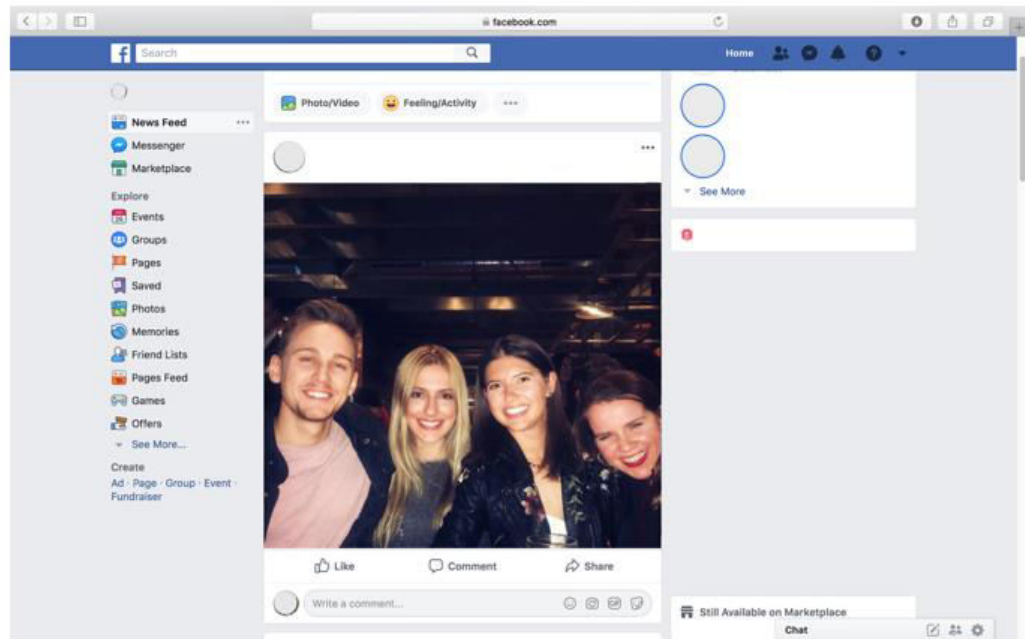 facebook.com
f Search
Home
News Feed
Messenger
Marketplace
Explore
Events
Groups
Pages
Saved
Photos
Memories
Friend Lists
Pages Feed
Games
Offers
See More...
Create
Ad · Page · Group · Event ·
Fundraiser
Photo/Video Feeling/Activity
Like Comment Share
Write a comment...
GIF
See More
Still Available on Marketplace
Chat